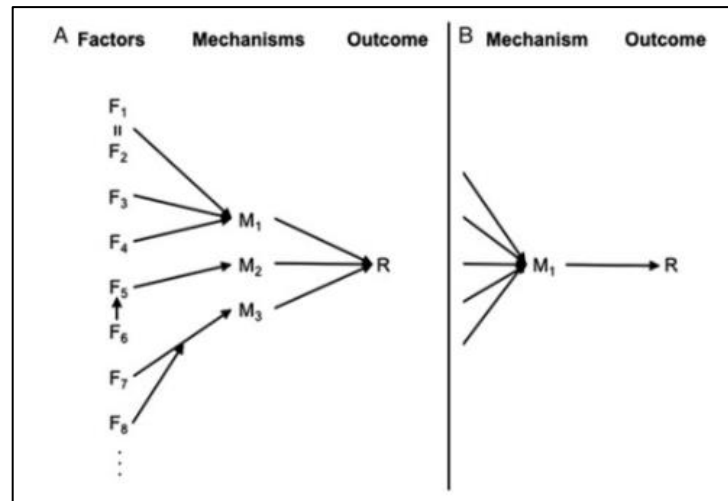 A Factors Mechanisms Outcome B Mechanism Outcome
F₁
=
F₂
F₃
M₁
F₄
F₅ M₂ R M₁ R
M₃
F₆
F₇
F₈
⋮